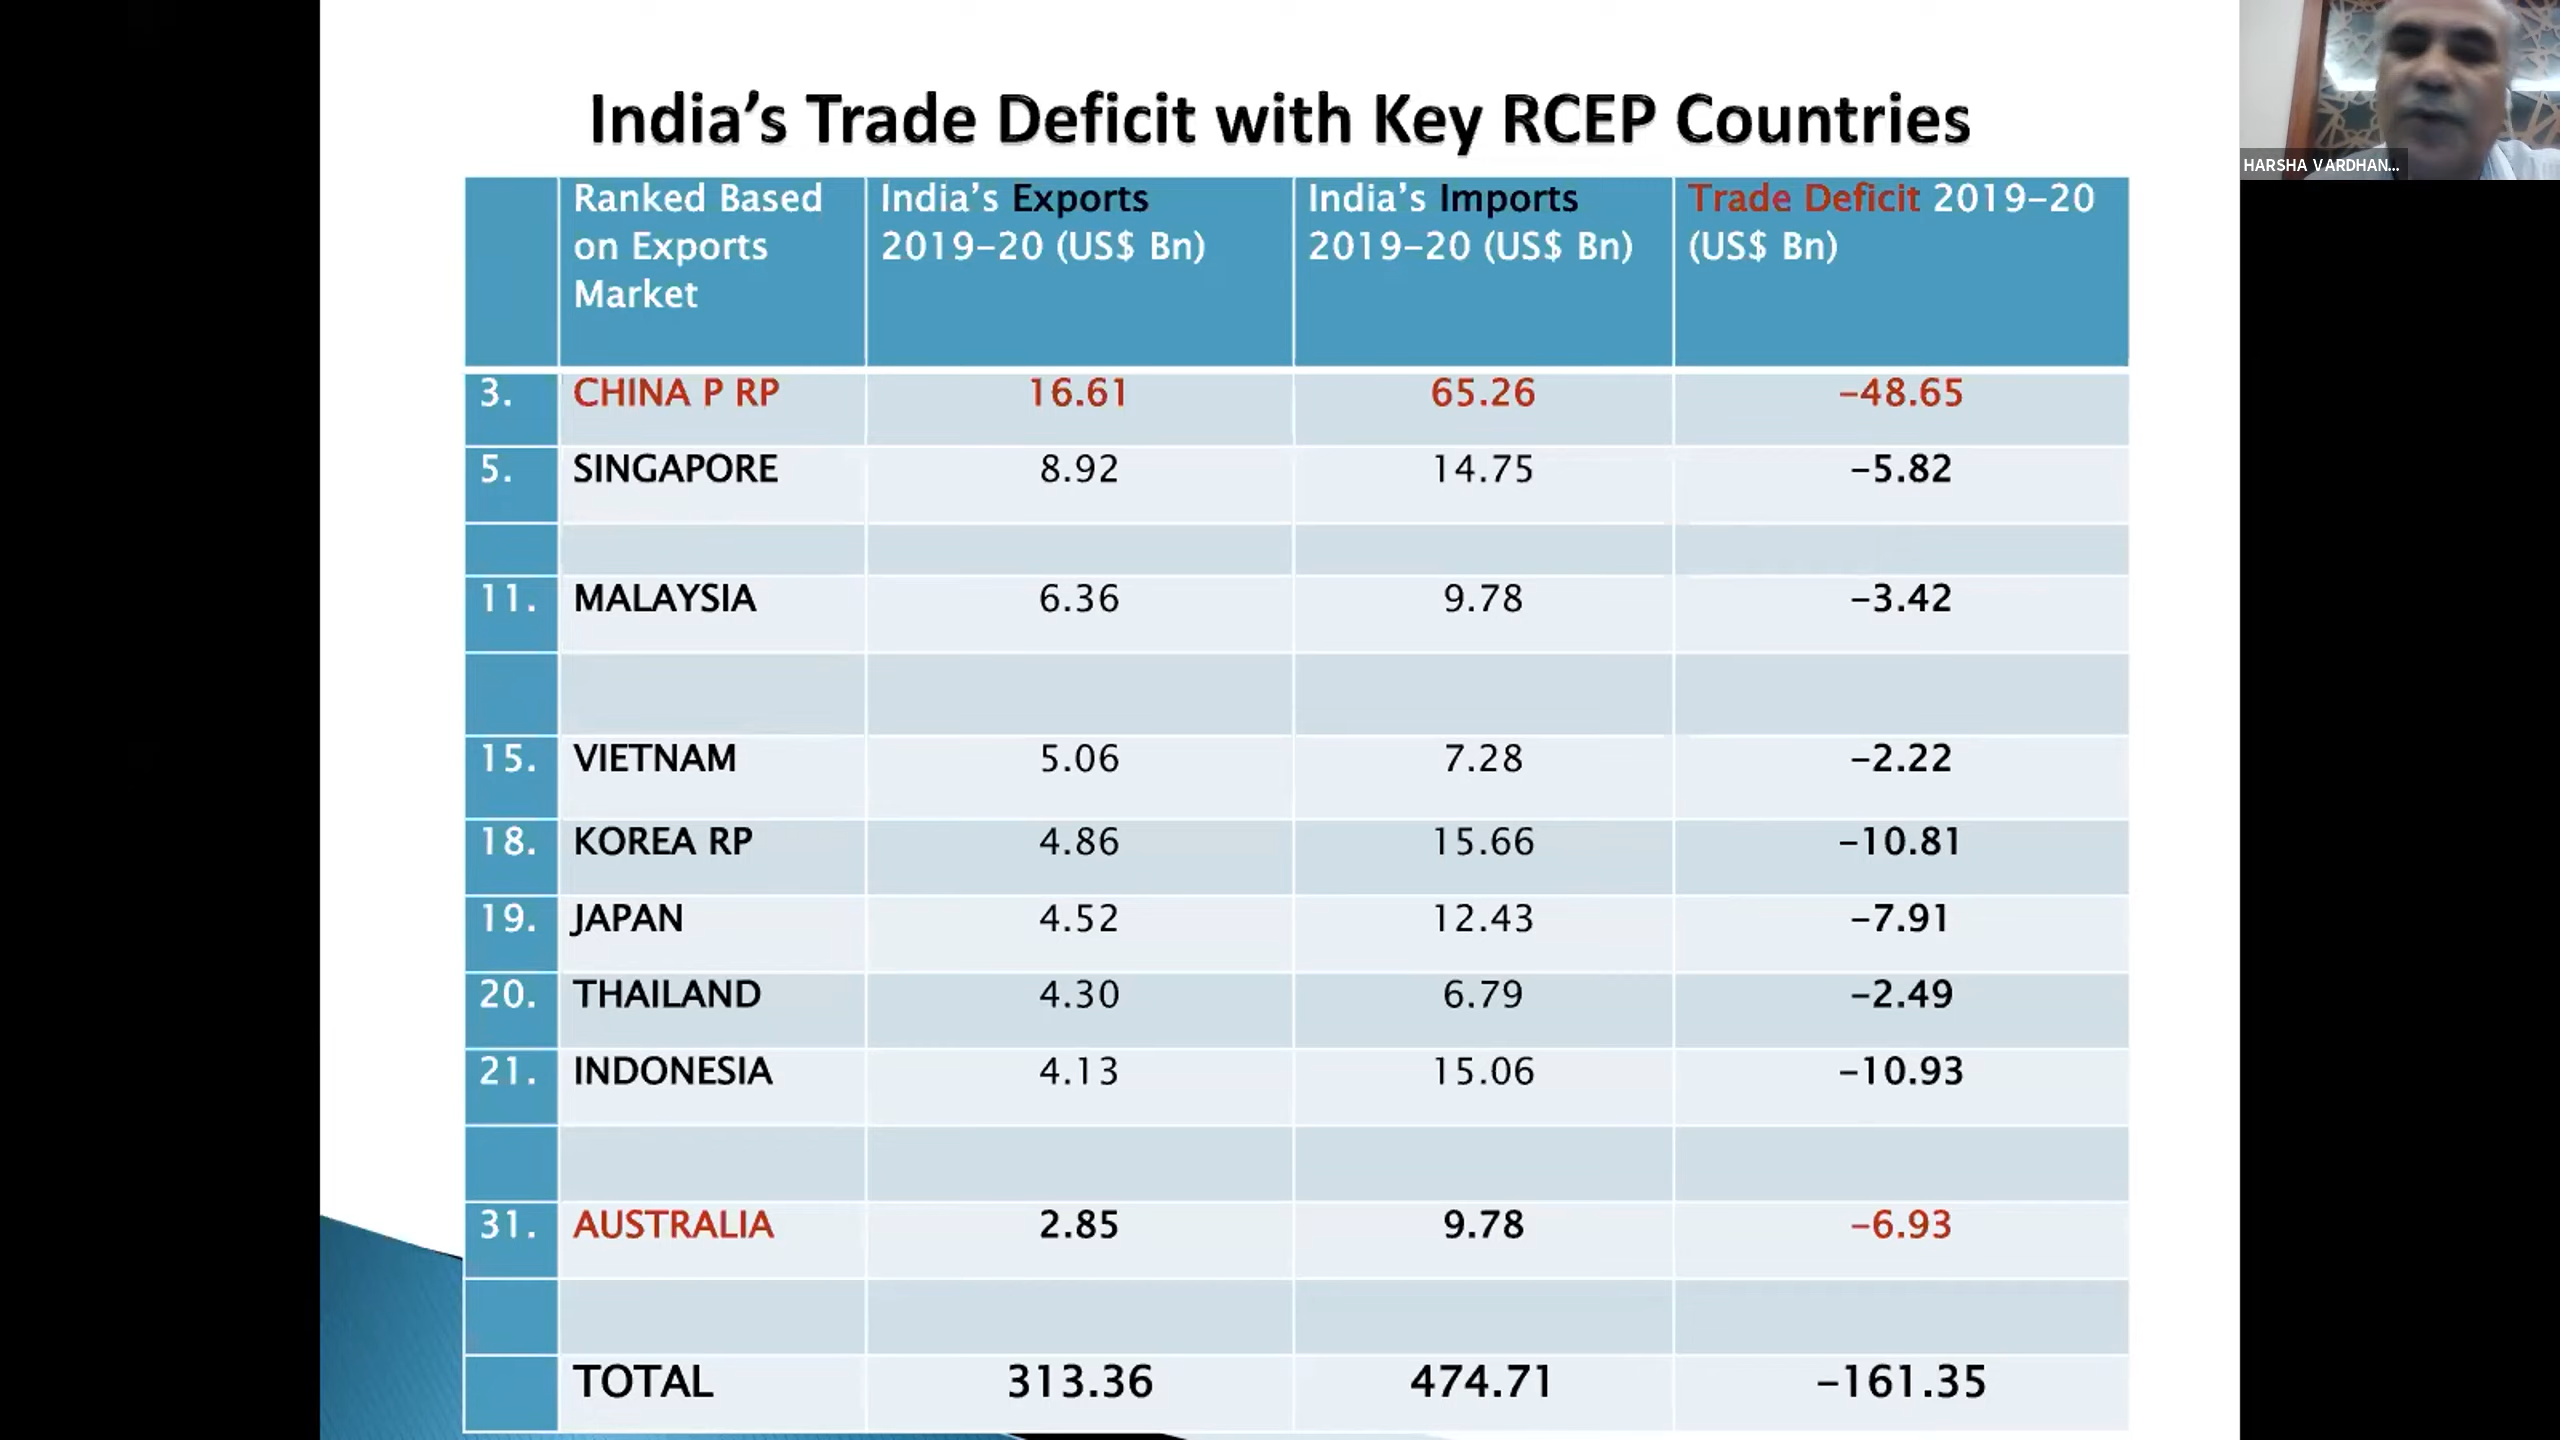 India's Trade Deficit with Key RCEP Countries
HARSHA VARDHAN...
Ranked Based
on Exports
Market
India's Exports
2019-20 (US$ Bn)
India's Imports
2019-20 (US$ Bn)
Trade Deficit 2019-20
(US$ Bn)
3. CHINA P RP 16.61 65.26 -48.65
5. SINGAPORE 8.92 14.75 -5.82
11. MALAYSIA 6.36 9.78 -3.42
15. VIETNAM 5.06 7.28 -2.22
18. KOREA RP 4.86 15.66 -10.81
19. JAPAN 4.52 12.43 -7.91
20. THAILAND 4.30 6.79 -2.49
21. INDONESIA 4.13 15.06 -10.93
31. AUSTRALIA 2.85 9.78 -6.93
TOTAL 313.36 474.71 -161.35